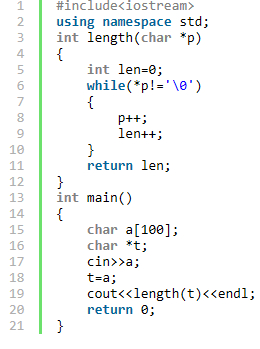 1 #include<iostream>
2 using namespace std;
3 int length(char *p)
4 {
5     int len=0;
6     while(*p!='\0')
7     {
8         p++;
9         len++;
10     }
11     return len;
12 }
13 int main()
14 {
15     char a[100];
16     char *t;
17     cin>>a;
18     t=a;
19     cout<<length(t)<<endl;
20     return 0;
21 }